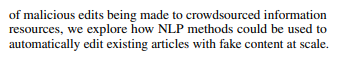 of malicious edits being made to crowdsourced information
resources, we explore how NLP methods could be used to
automatically edit existing articles with fake content at scale.